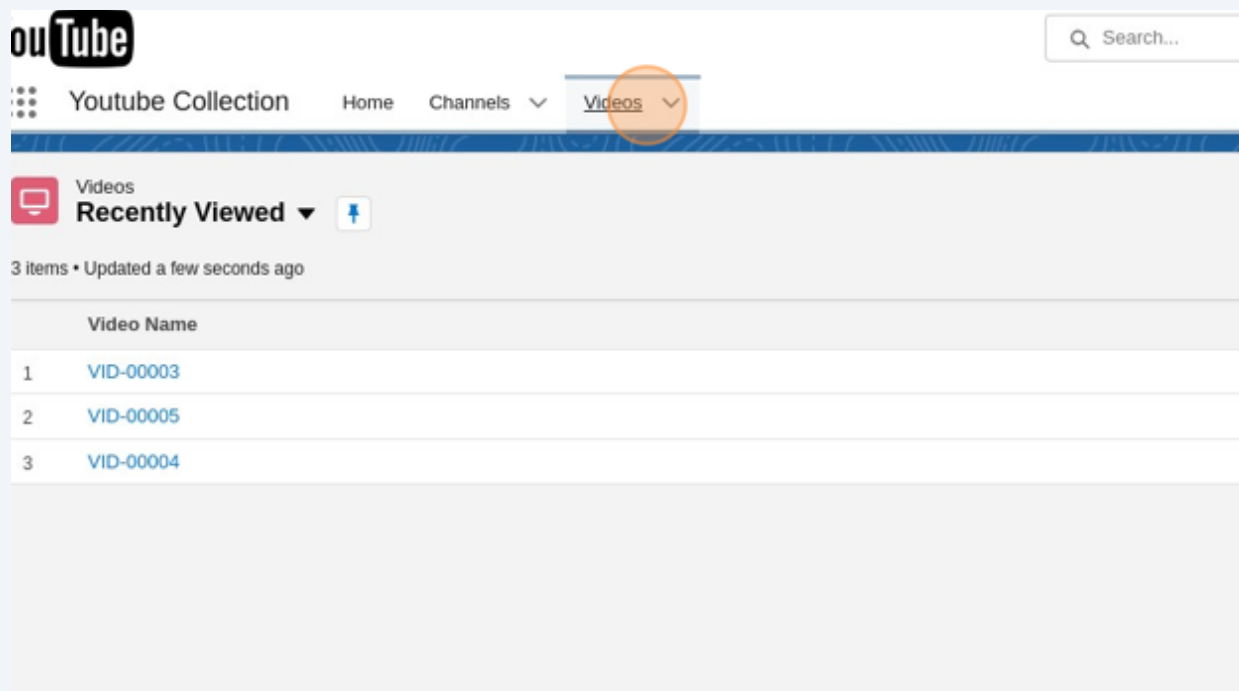 ouTube
Search...
Youtube Collection Home Channels Videos
Videos
Recently Viewed
3 items • Updated a few seconds ago
Video Name
1 VID-00003
2 VID-00005
3 VID-00004